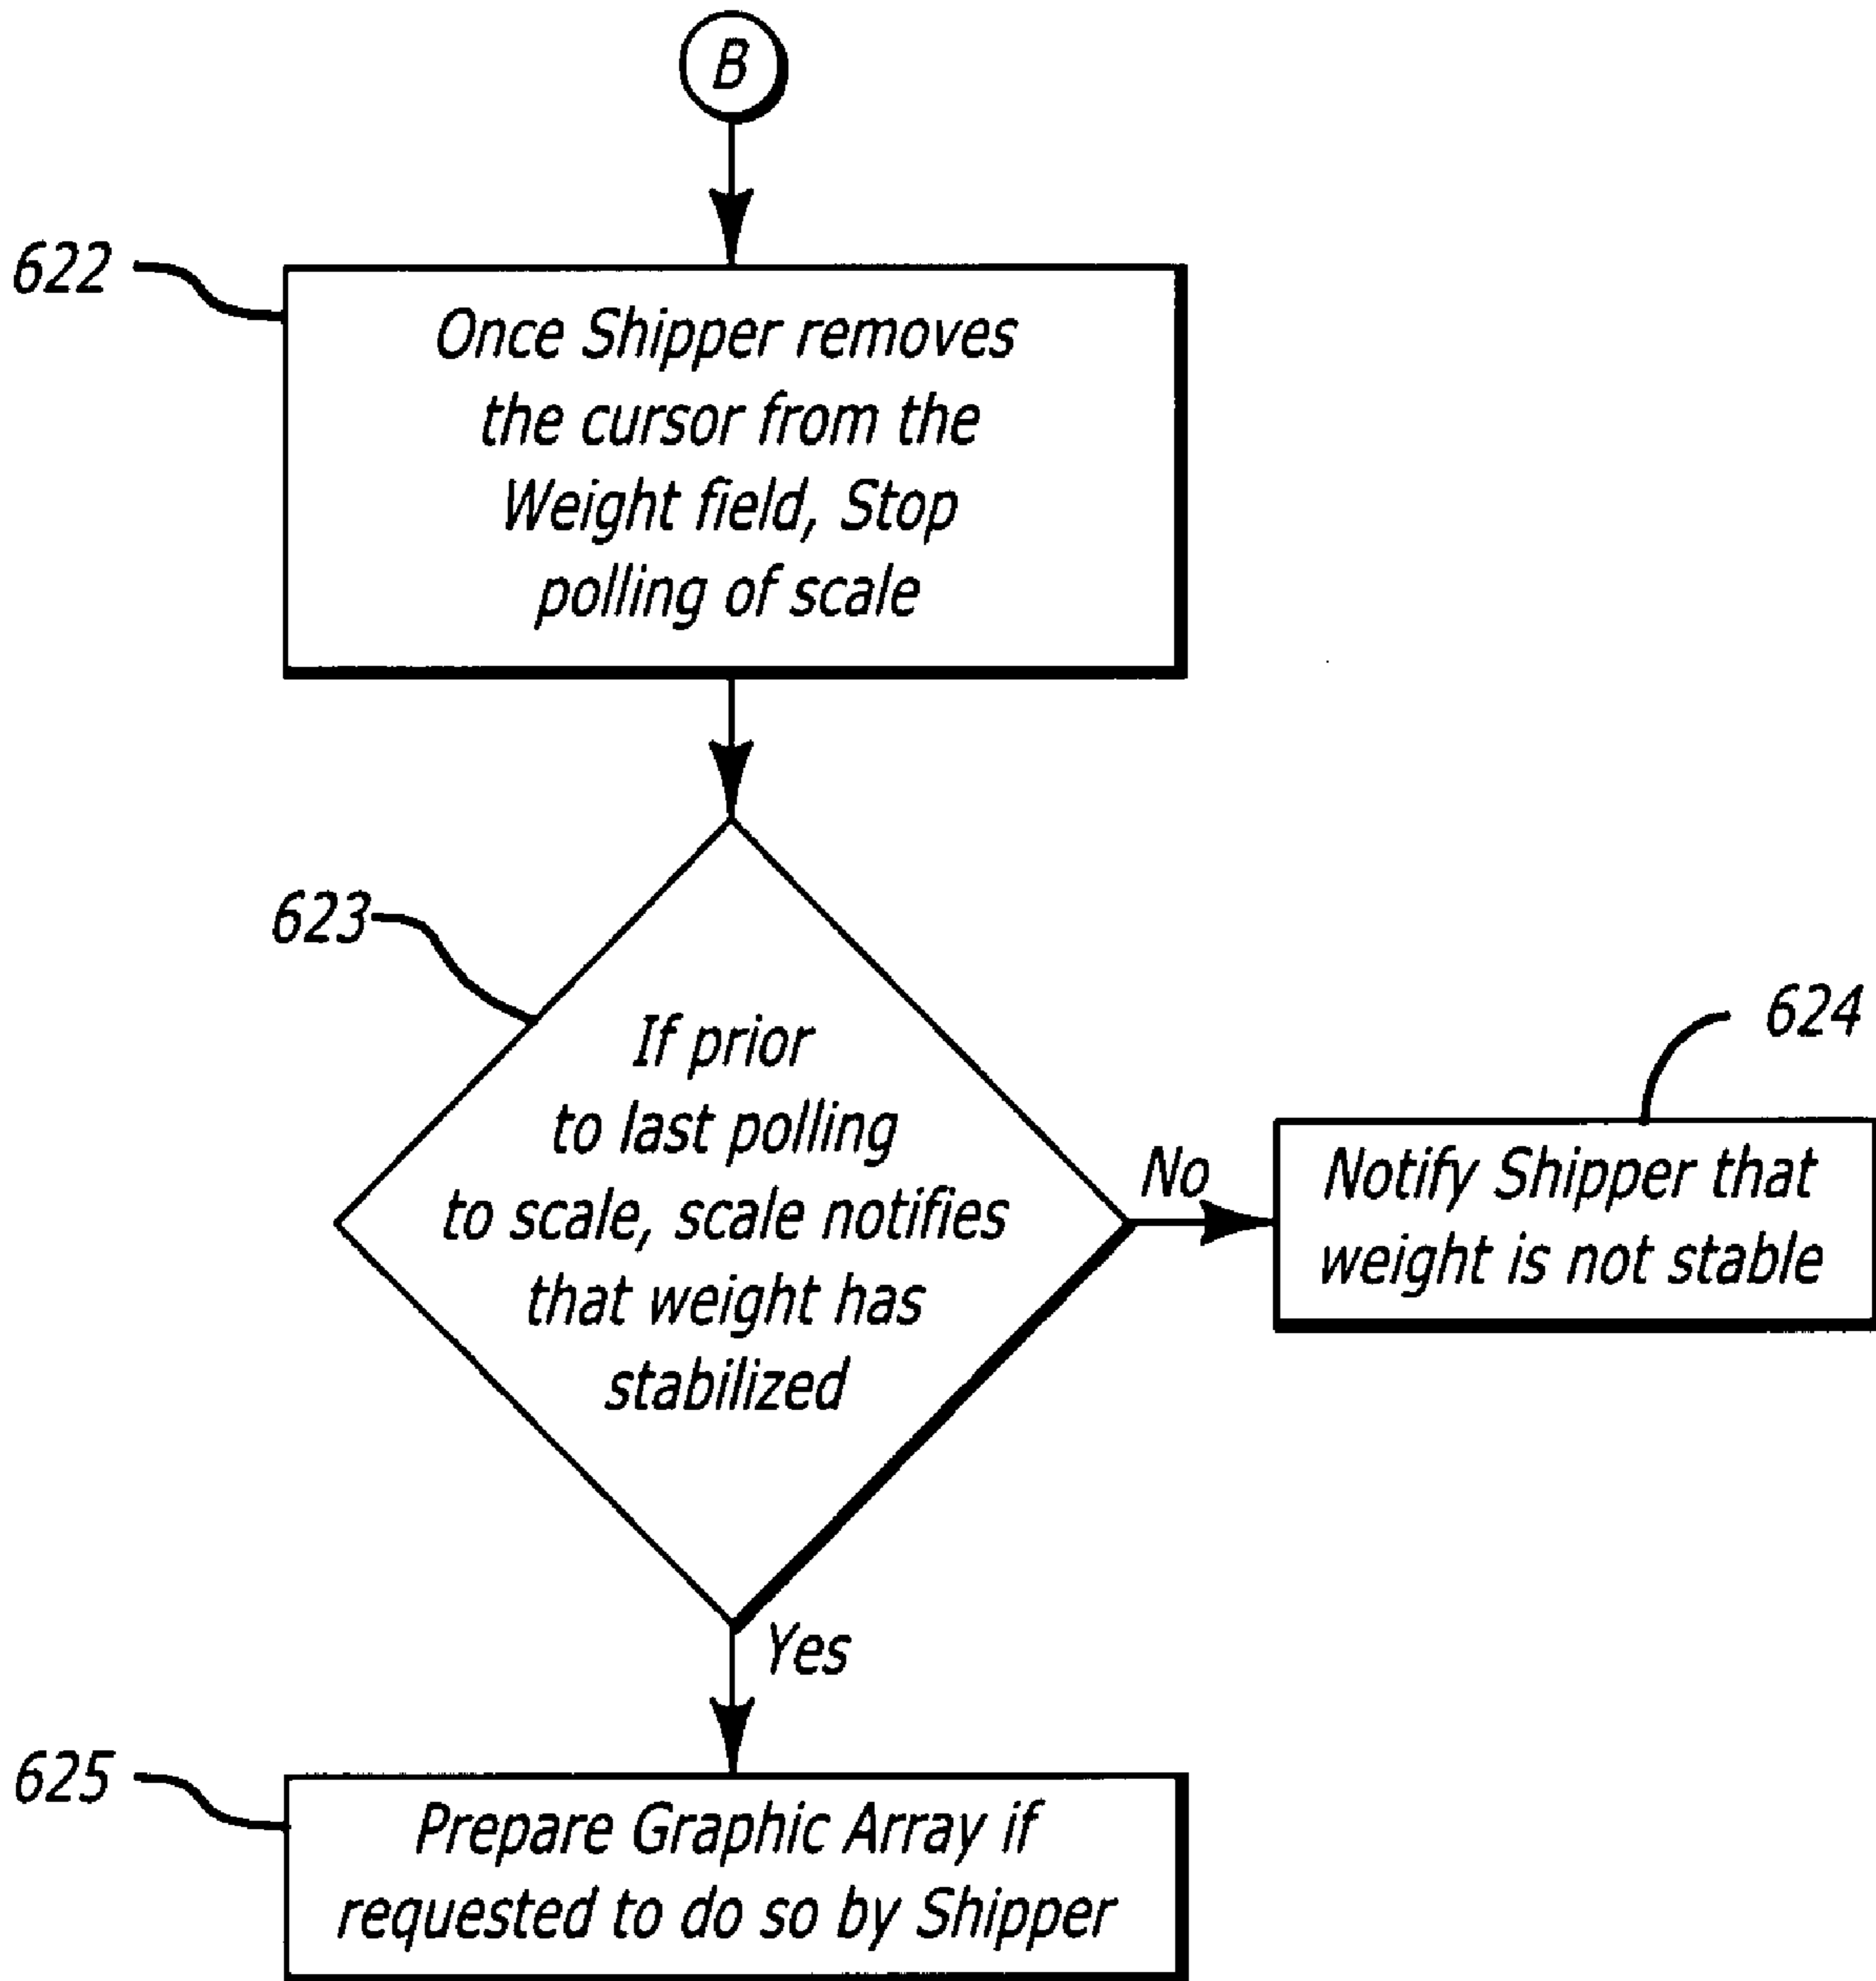 B
622
Once Shipper removes
the cursor from the
Weight field, Stop
polling of scale
623
If prior
to last polling
to scale, scale notifies
that weight has
stabilized
No
624
Notify Shipper that
weight is not stable
Yes
625
Prepare Graphic Array if
requested to do so by Shipper